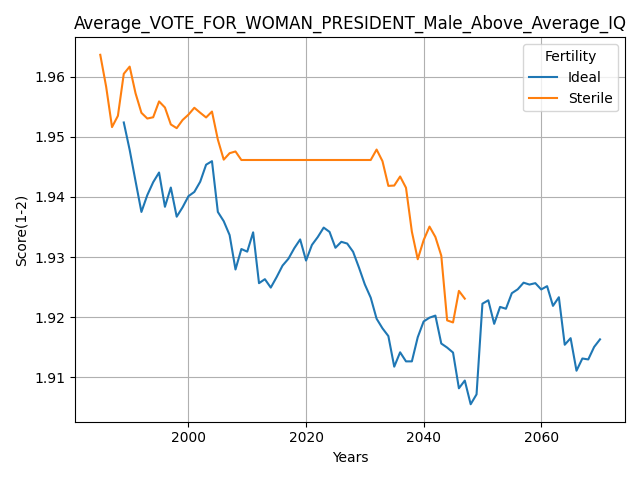 Average_VOTE_FOR_WOMAN_PRESIDENT_Male_Above_Average_IQ
Fertility
Ideal
Sterile
1.96
1.95
1.94
1.93
1.92
1.91
Score(1-2)
2000
2020
2040
2060
Years